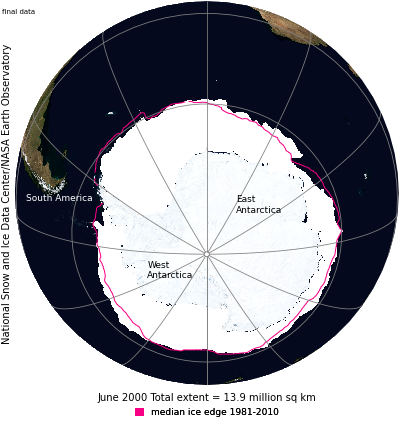 final data
National Snow and Ice Data Center/NASA Earth Observatory
South America
East
Antarctica
West
Antarctica
June 2000 Total extent = 13.9 million sq km
median ice edge 1981-2010